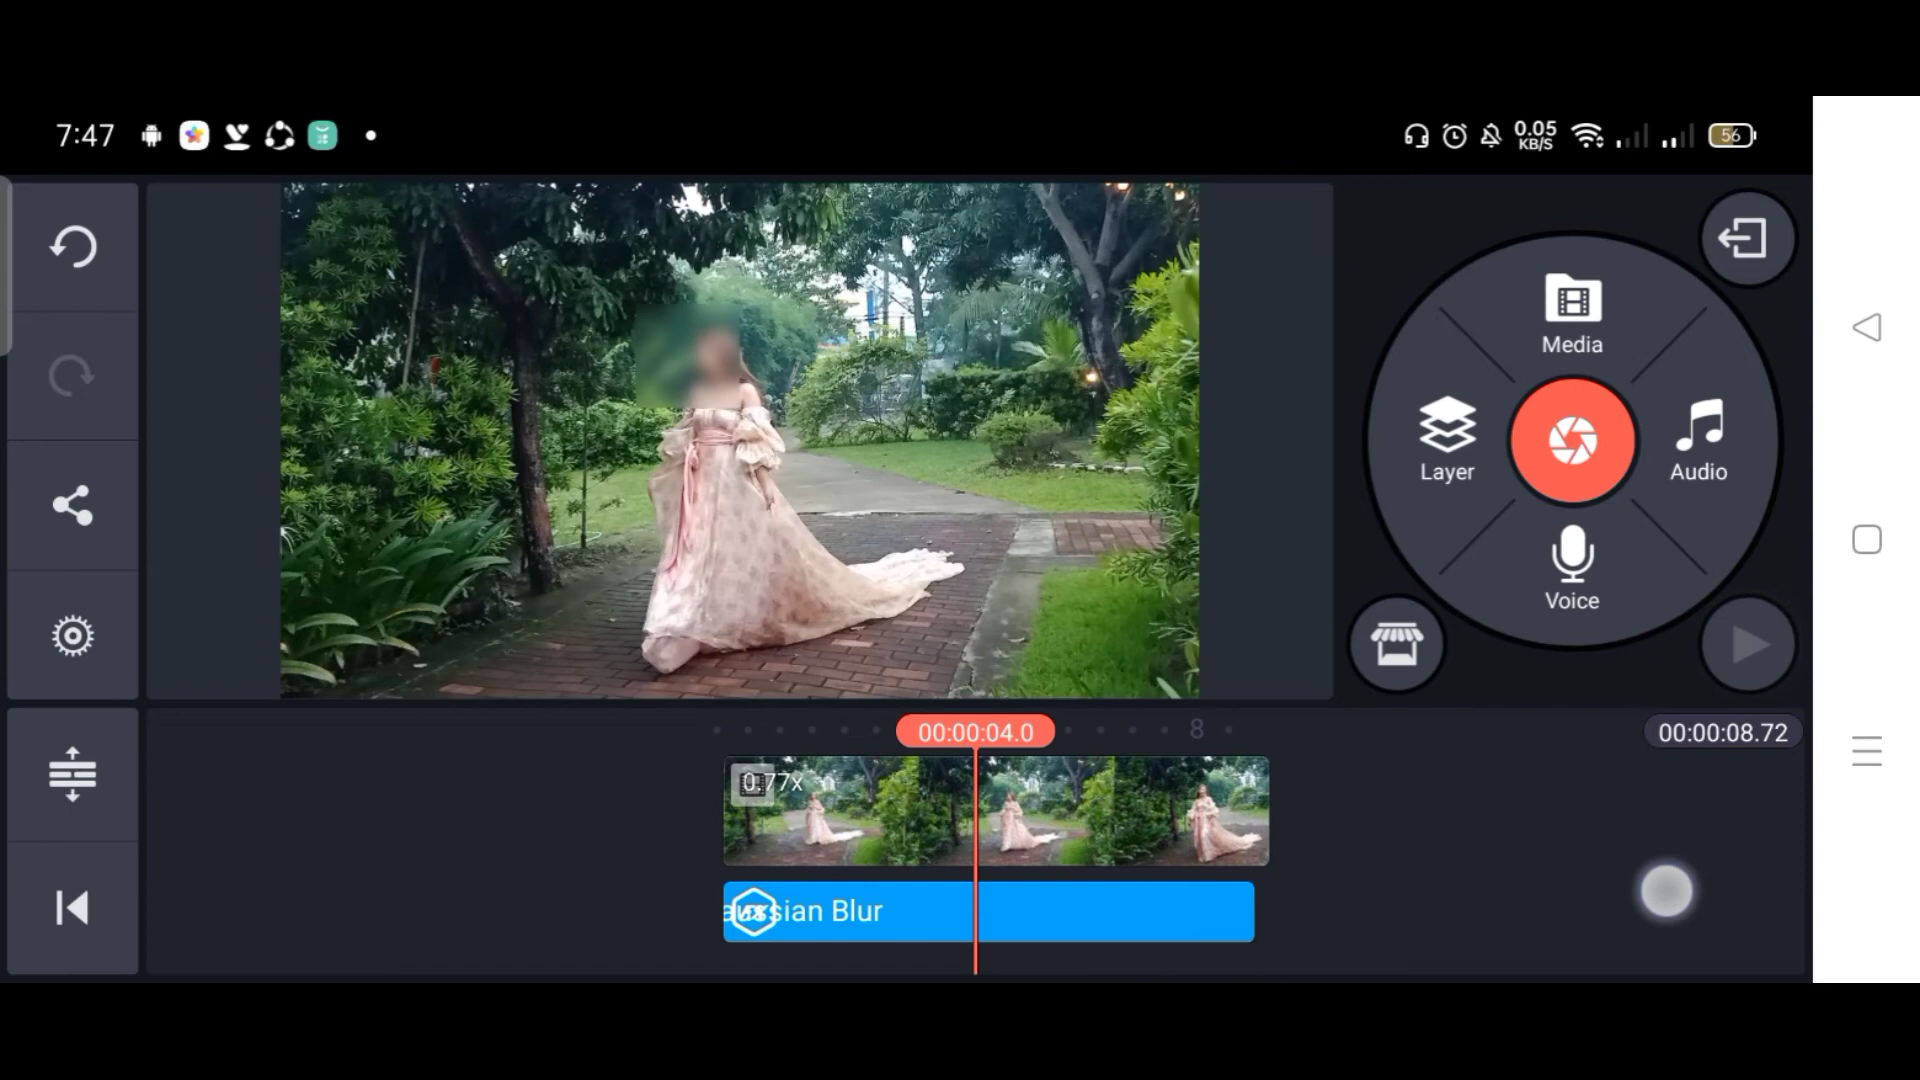 7:47
0.05
KB/S
56
Media
Layer
Audio
Voice
00:00:04.0
8
00:00:08.72
0.77x
aussian Blur